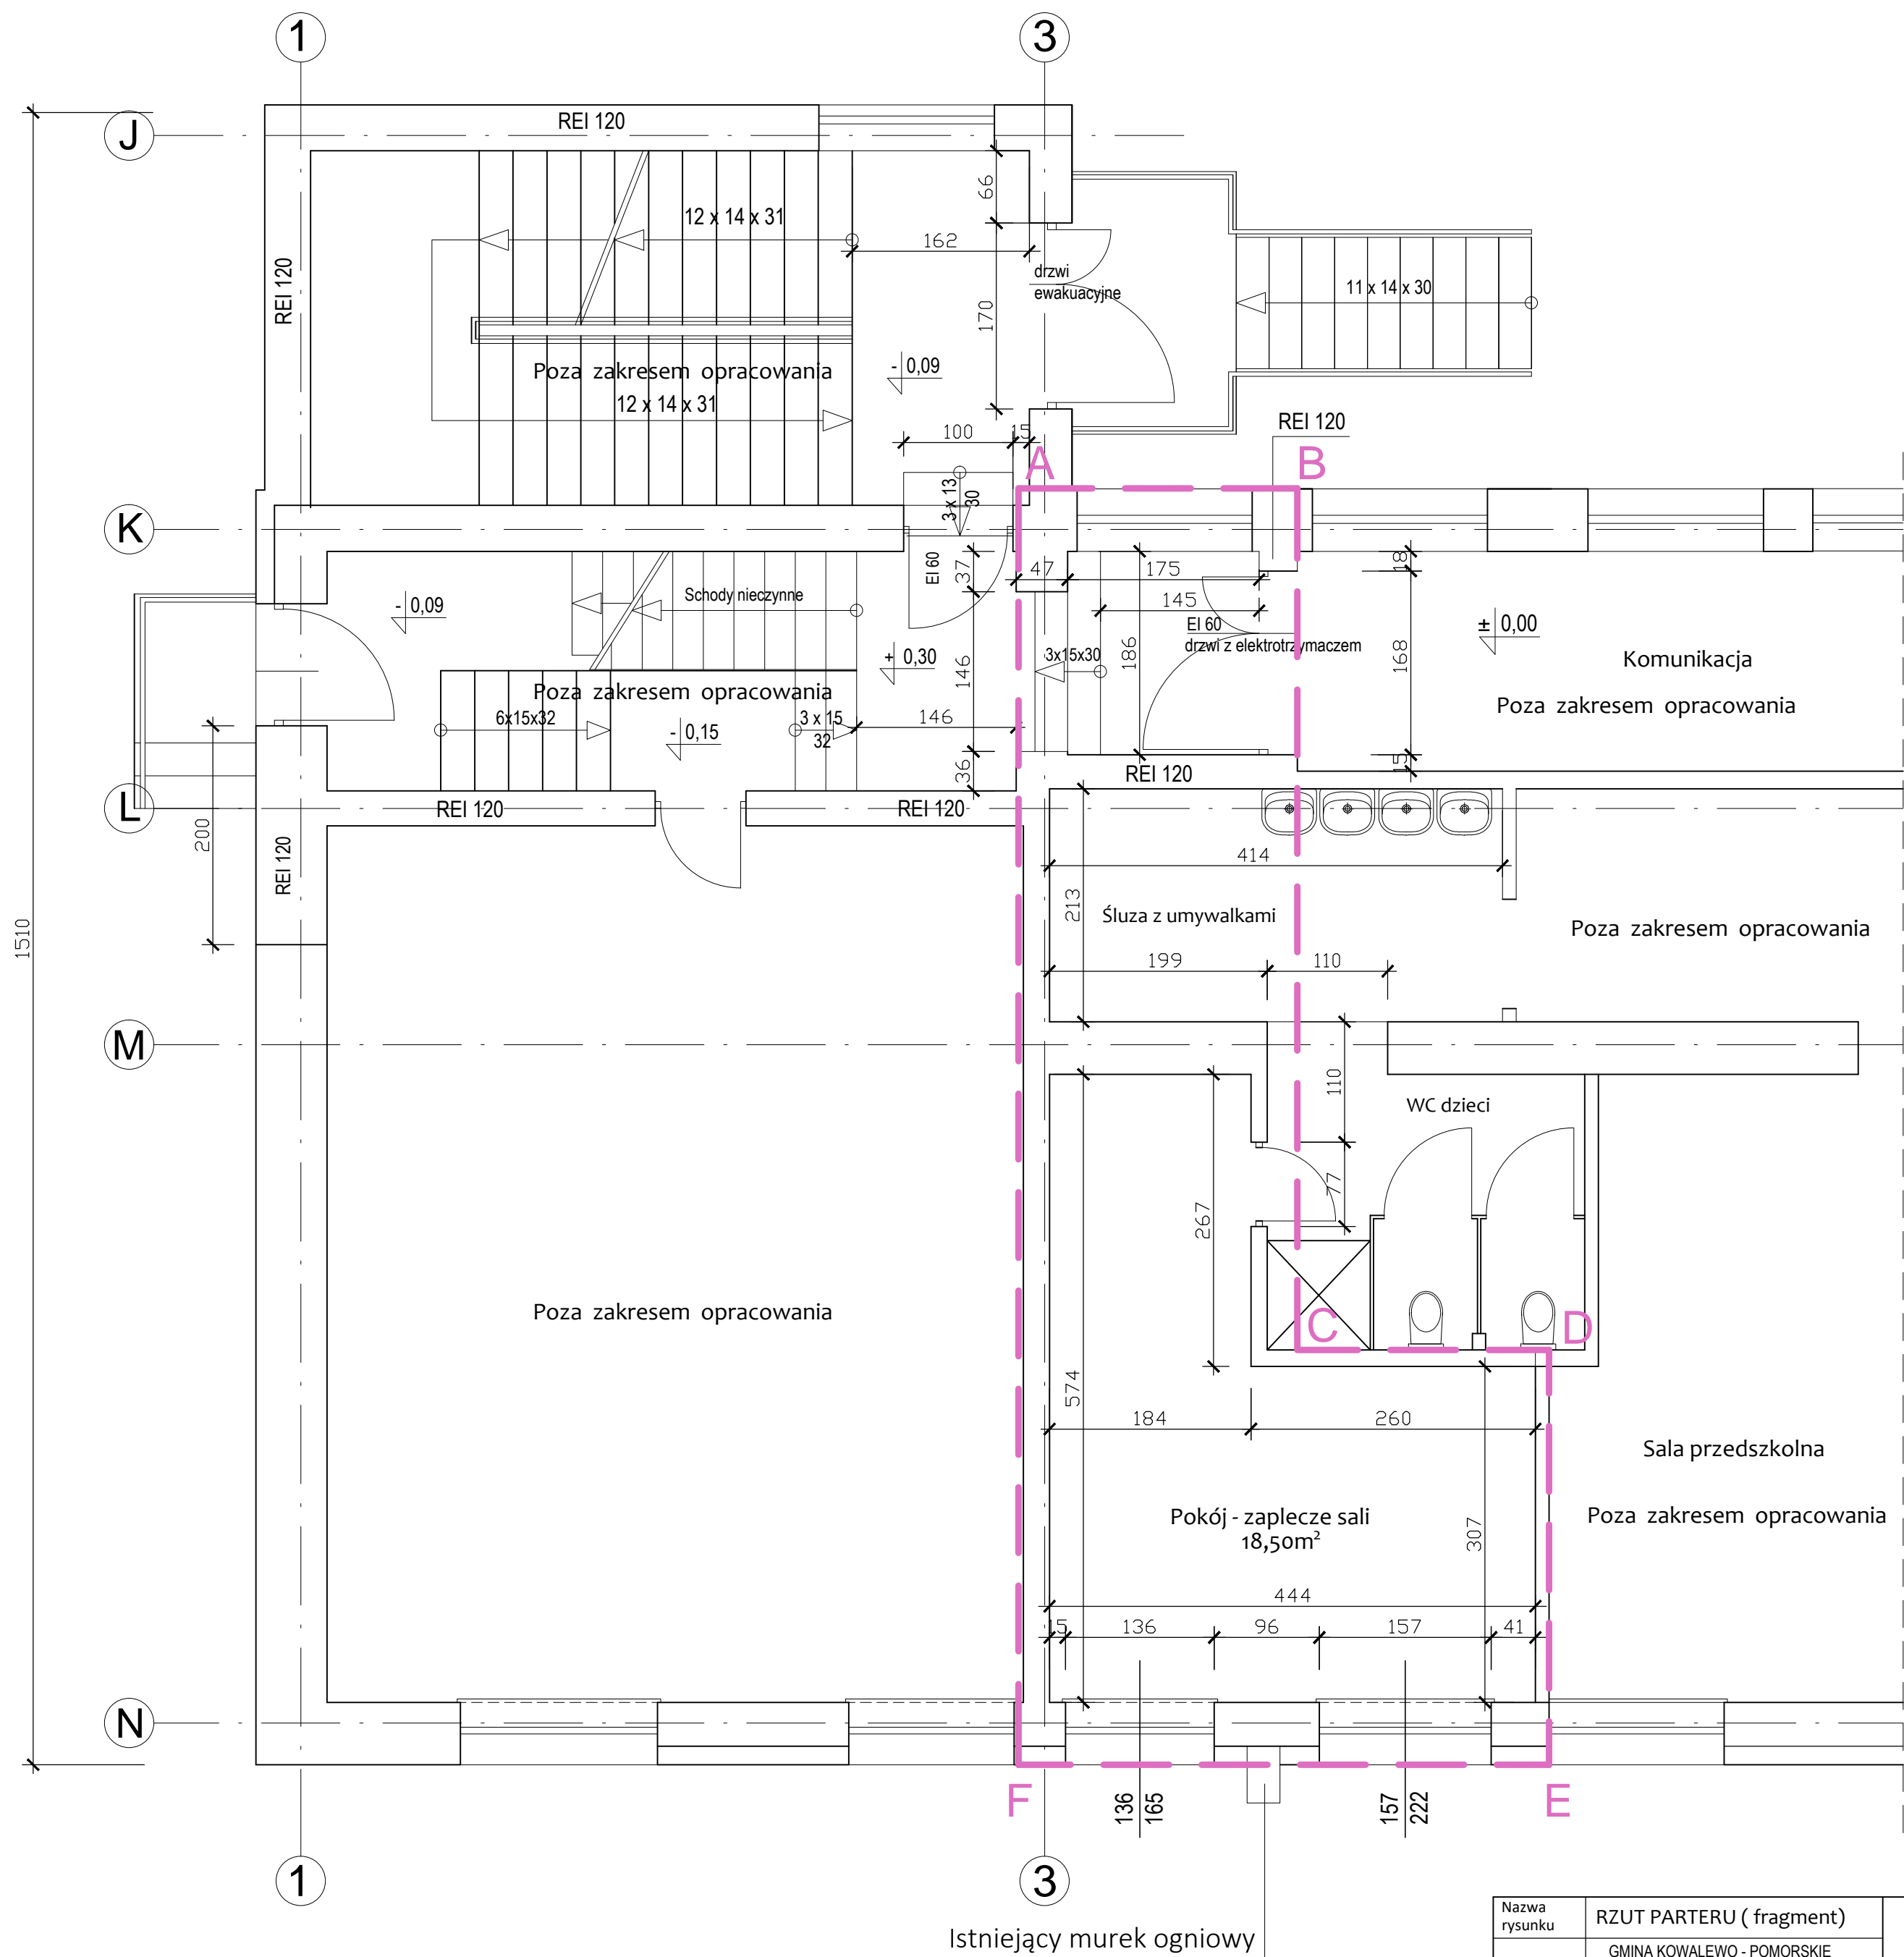 1
3
J
REI 120
66
12 x 14 x 31
162
REI 120
drzwi
ewakuacyjne
11 x 14 x 30
170
Poza zakresem opracowania
- 0,09
12 x 14 x 31
REI 120
100
15
A
B
3 x 13
30
K
EI 60
37
47
175
18
Schody nieczynne
- 0,09
145
EI 60
drzwi z elektrotrzymaczem
± 0,00
186
168
+ 0,30
146
3x15x30
Komunikacja
Poza zakresem opracowania
Poza zakresem opracowania
6x15x32
- 0,15
3 x 15
32
146
36
REI 120
15
L
REI 120
REI 120
200
REI 120
414
213
Śluza z umywalkami
Poza zakresem opracowania
1510
199
110
M
110
WC dzieci
77
267
Poza zakresem opracowania
C
D
574
184
260
Sala przedszkolna
Pokój - zaplecze sali
18,50m²
Poza zakresem opracowania
307
444
15
136
96
157
41
N
F
E
136
165
157
222
1
3
Istniejący murek ogniowy
Nazwa
rysunku
RZUT PARTERU ( fragment)
GMINA KOWALEWO - POMORSKIE